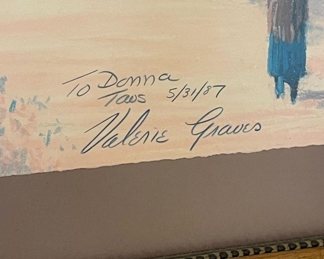 To Donna
Taos 5/31/87
Valerie Graves